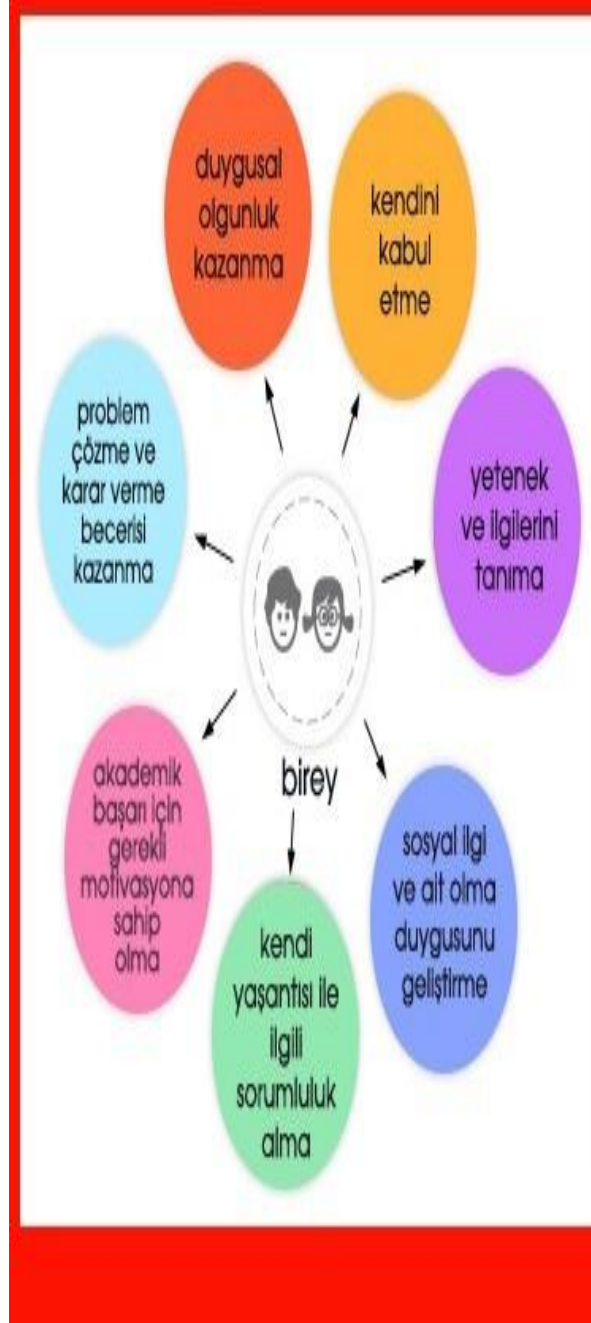 duygusal
olgunluk
kazanma
kendini
kabul
etme
problem
çözme ve
karar verme
becerisi
kazanma
yetenek
ve ilgilerini
tanıma
birey
akademik
başarı için
gerekli
motivasyona
sahip
olma
sosyal ilgi
ve ait olma
duygusunu
geliştirme
kendi
yaşantısı ile
ilgili
sorumluluk
alma